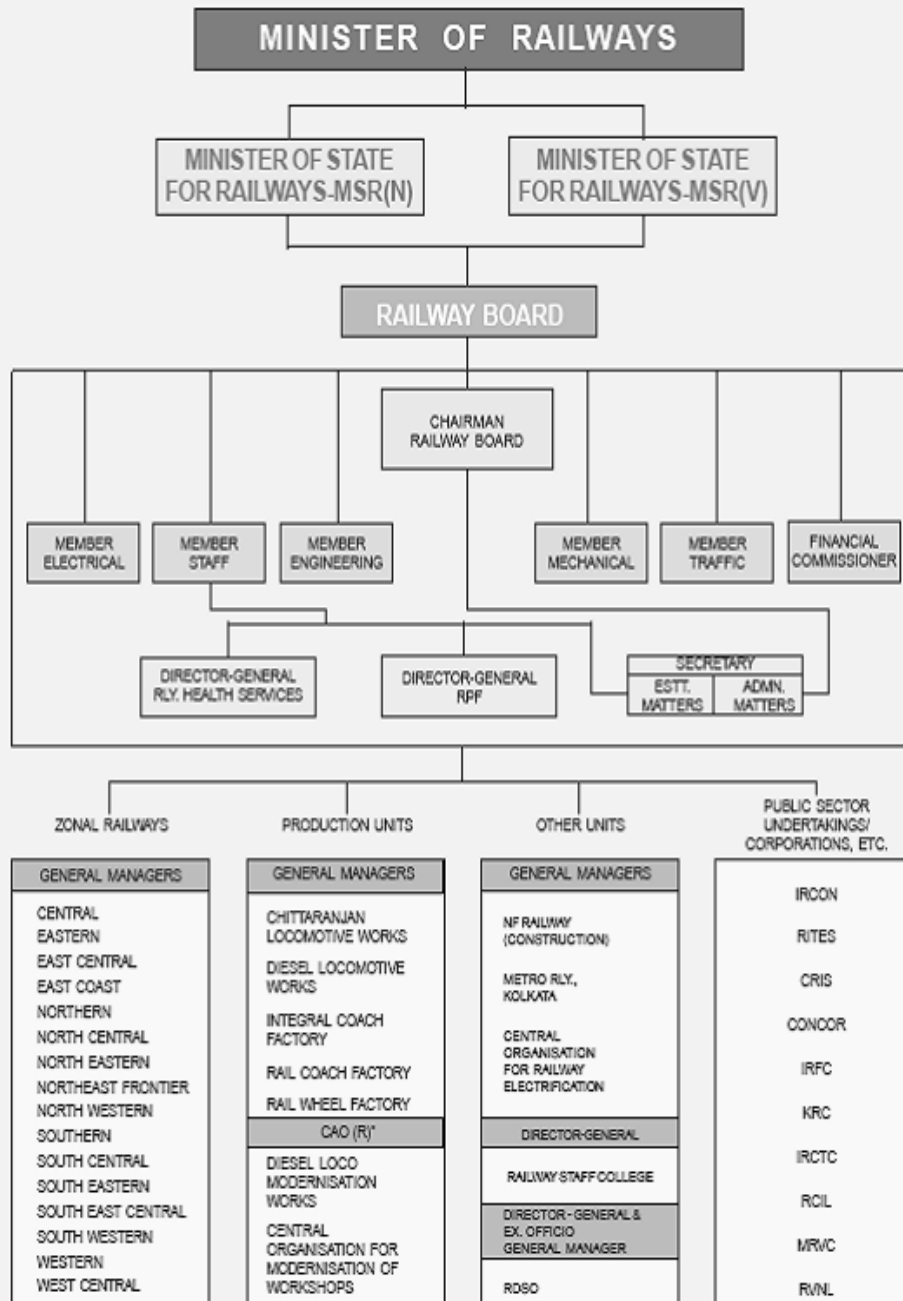 MINISTER OF RAILWAYS
MINISTER OF STATE
FOR RAILWAYS-MSR(N)
MINISTER OF STATE
FOR RAILWAYS-MSR(V)
RAILWAY BOARD
CHAIRMAN
RAILWAY BOARD
MEMBER
ELECTRICAL
MEMBER
STAFF
MEMBER
ENGINEERING
MEMBER
MECHANICAL
MEMBER
TRAFFIC
FINANCIAL
COMMISSIONER
DIRECTOR-GENERAL
RLY. HEALTH SERVICES
DIRECTOR-GENERAL
RPF
SECRETARY
ESTT.
MATTERS
ADMN.
MATTERS
ZONAL RAILWAYS
GENERAL MANAGERS
CENTRAL
EASTERN
EAST CENTRAL
EAST COAST
NORTHERN
NORTH CENTRAL
NORTH EASTERN
NORTHEAST FRONTIER
NORTH WESTERN
SOUTHERN
SOUTH CENTRAL
SOUTH EASTERN
SOUTH EAST CENTRAL
SOUTH WESTERN
WESTERN
WEST CENTRAL
PRODUCTION UNITS
GENERAL MANAGERS
CHITTARANJAN
LOCOMOTIVE WORKS
DIESEL LOCOMOTIVE
WORKS
INTEGRAL COACH
FACTORY
RAIL COACH FACTORY
RAIL WHEEL FACTORY
CAO (R)*
DIESEL LOCO
MODERNISATION
WORKS
CENTRAL
ORGANISATION FOR
MODERNISATION OF
WORKSHOPS
OTHER UNITS
GENERAL MANAGERS
NF RAILWAY
(CONSTRUCTION)
METRO RLY.,
KOLKATA
CENTRAL
ORGANISATION
FOR RAILWAY
ELECTRIFICATION
DIRECTOR-GENERAL
RAILWAY STAFF COLLEGE
DIRECTOR - GENERAL &
EX. OFFICIO
GENERAL MANAGER
RDSO
PUBLIC SECTOR
UNDERTAKINGS/
CORPORATIONS, ETC.
IRCON
RITES
CRIS
CONCOR
IRFC
KRC
IRCTC
RCIL
MRVC
RVNL